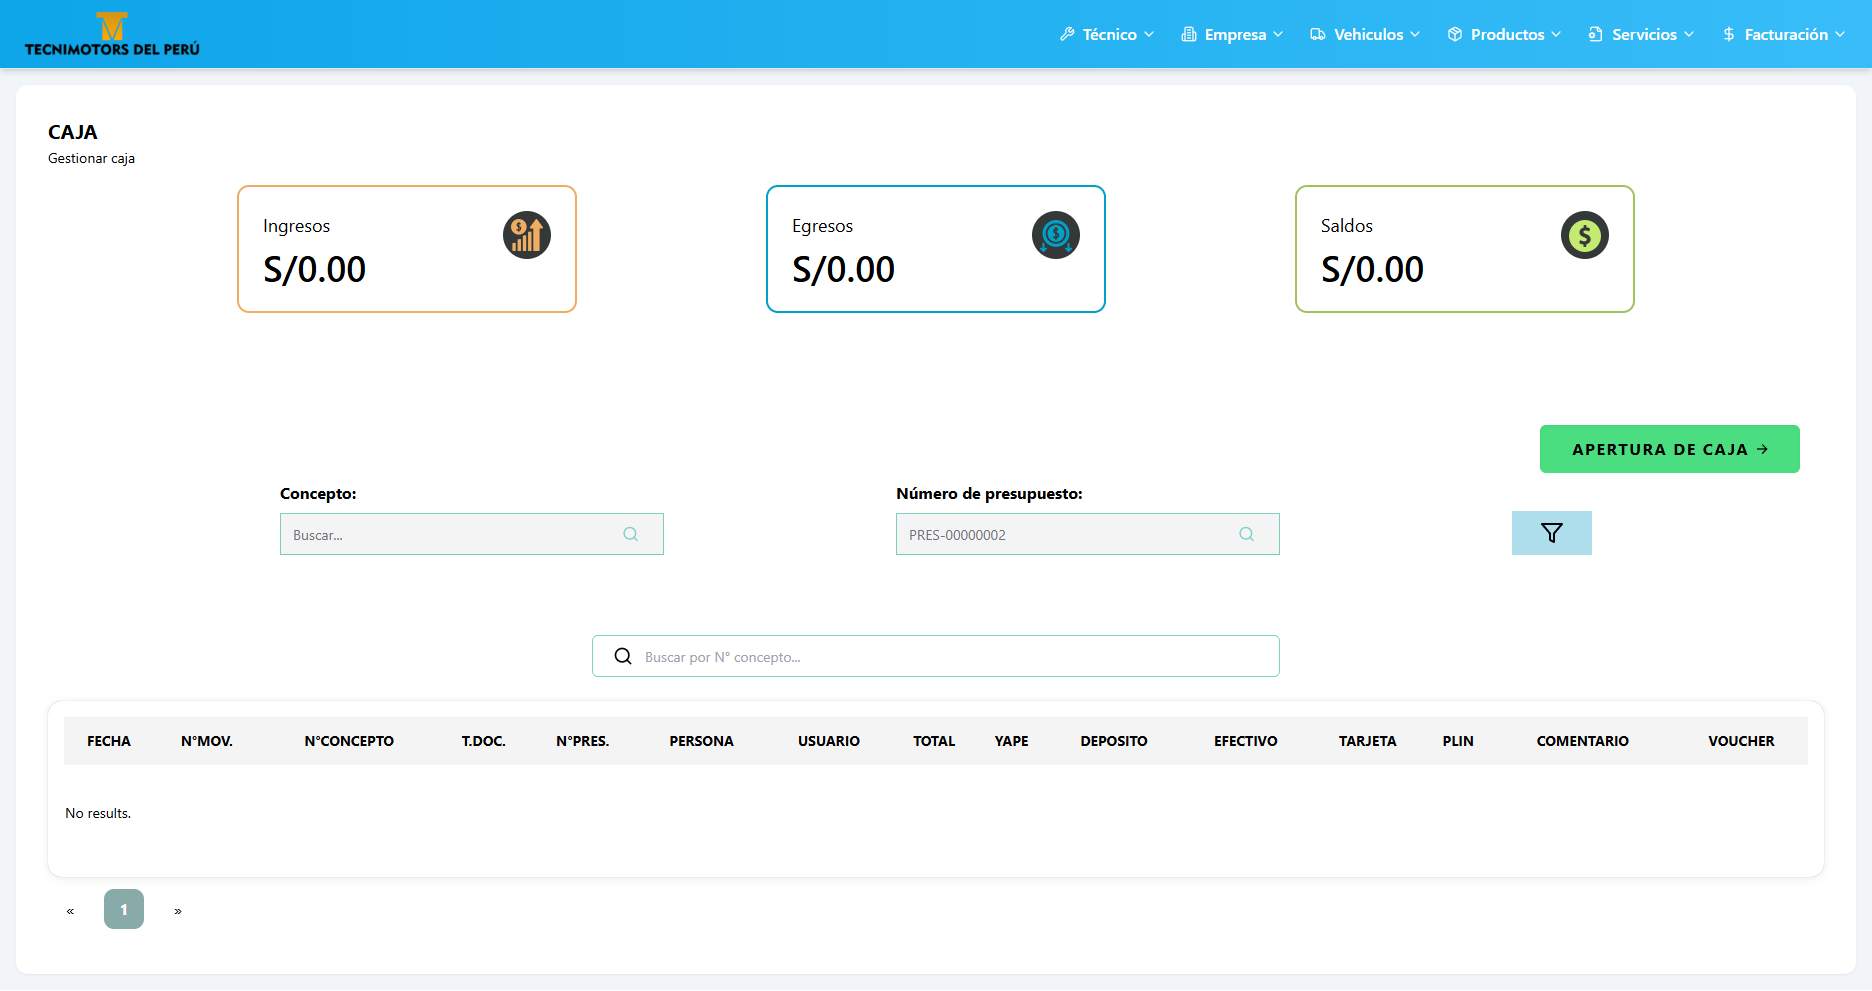 TECNIMOTORS DEL PERÚ
Técnico
Empresa
Vehiculos
Productos
Servicios
Facturación
CAJA
Gestionar caja
Ingresos
S/0.00
Egresos
S/0.00
Saldos
S/0.00
APERTURA DE CAJA →
Concepto:
Buscar...
Número de presupuesto:
PRES-00000002
Buscar por N° concepto...
FECHA N°MOV. N°CONCEPTO T.DOC. N°PRES. PERSONA USUARIO TOTAL YAPE DEPOSITO EFECTIVO TARJETA PLIN COMENTARIO VOUCHER
No results.
« 1 »